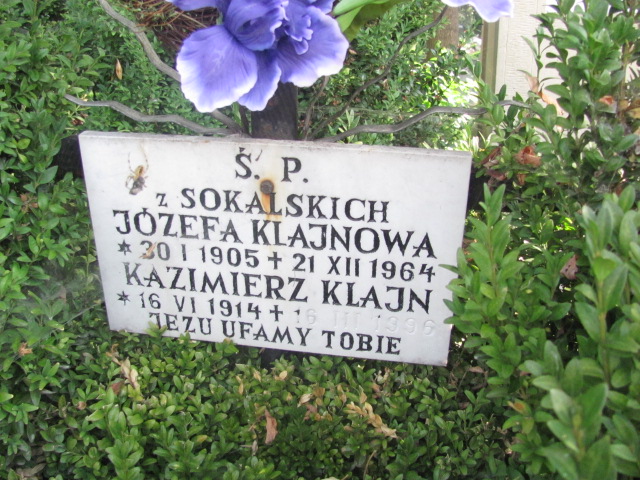 Ś. P.
z SOKALSKICH
JÓZEFA KLAJNOWA
* 30 I 1905 + 21 XII 1964
KAZIMIERZ KLAJN
* 16 VI 1914 + 16 III 1996
JEZU UFAMY TOBIE